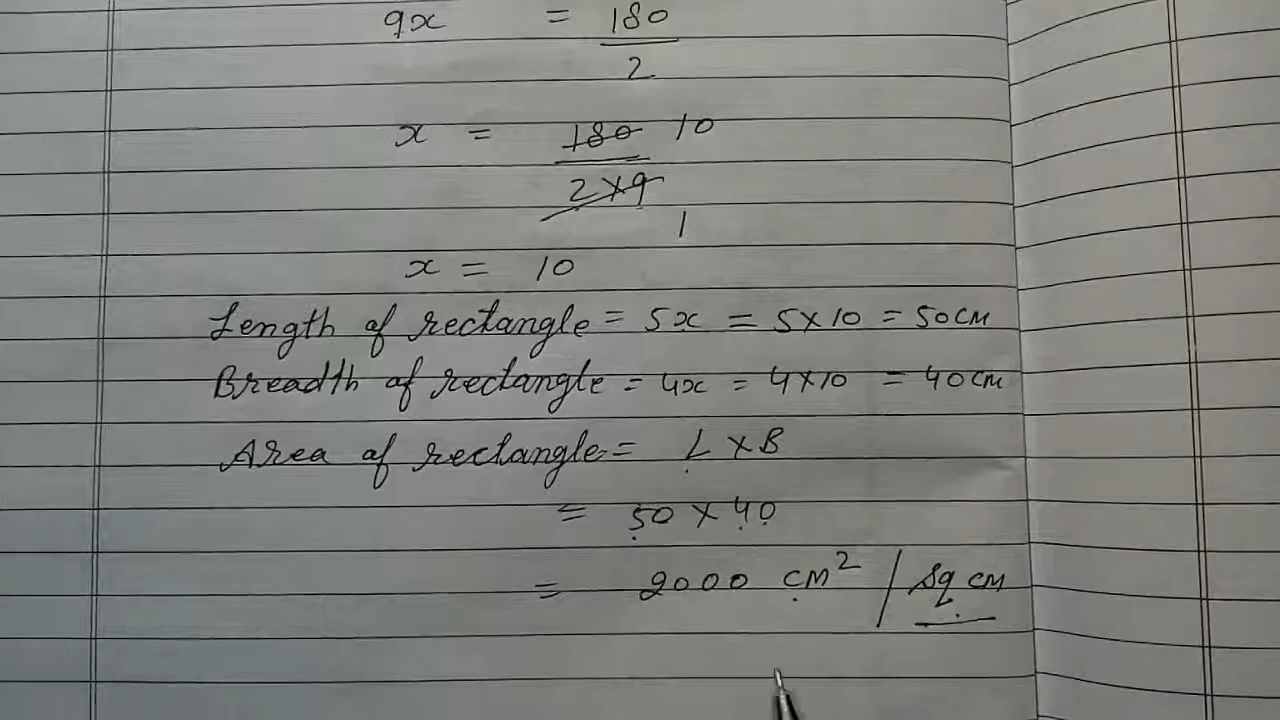 9x = 180
2
x = 180 10
2×9
1
x = 10
Length of rectangle = 5x = 5×10 = 50cm
Breadth of rectangle = 4x = 4×10 = 40cm
Area of rectangle = L × B
= 50 × 40
= 2000 cm² / sq cm